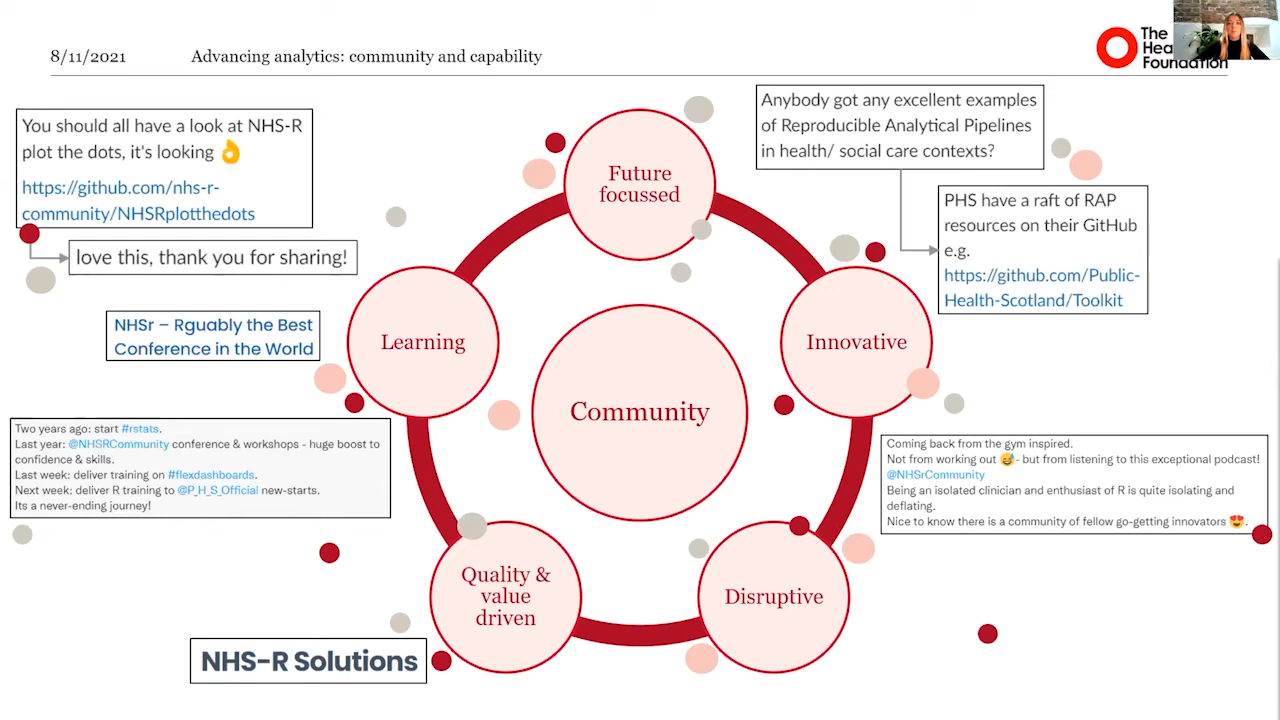 8/11/2021
Advancing analytics: community and capability
The
Hea
Foundation
You should all have a look at NHS-R
plot the dots, it's looking 👌
https://github.com/nhs-r-
community/NHSRplotthedots
love this, thank you for sharing!
NHSr – Rguably the Best
Conference in the World
Two years ago: start #rstats.
Last year: @NHSRCommunity conference & workshops - huge boost to
confidence & skills.
Last week: deliver training on #flexdashboards.
Next week: deliver R training to @P_H_S_Official new-starts.
Its a never-ending journey!
NHS-R Solutions
Future
focussed
Learning
Innovative
Community
Quality &
value
driven
Disruptive
Anybody got any excellent examples
of Reproducible Analytical Pipelines
in health/ social care contexts?
PHS have a raft of RAP
resources on their GitHub
e.g.
https://github.com/Public-
Health-Scotland/Toolkit
Coming back from the gym inspired.
Not from working out 😅- but from listening to this exceptional podcast!
@NHSrCommunity
Being an isolated clinician and enthusiast of R is quite isolating and
deflating.
Nice to know there is a community of fellow go-getting innovators 😍.